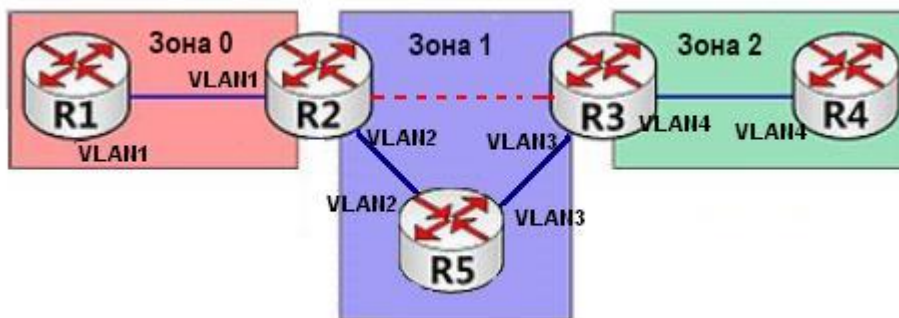 Зона 0
Зона 1
Зона 2
VLAN1
R1
R2
R3
R4
VLAN1
VLAN2
VLAN3
VLAN4
VLAN4
VLAN2
VLAN3
R5